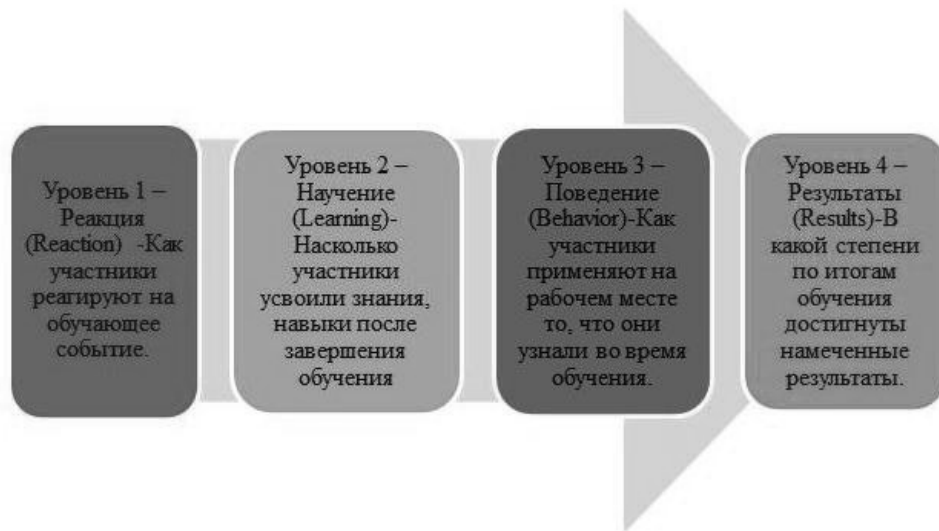 Уровень 1 –
Реакция
(Reaction) -Как
участники
реагируют на
обучающее
событие.
Уровень 2 –
Научение
(Learning)-
Насколько
участники
усвоили знания,
навыки после
завершения
обучения
Уровень 3 –
Поведение
(Behavior)-Как
участники
применяют на
рабочем месте
то, что они
узнали во время
обучения.
Уровень 4 –
Результаты
(Results)-В
какой степени
по итогам
обучения
достигнуты
намеченные
результаты.